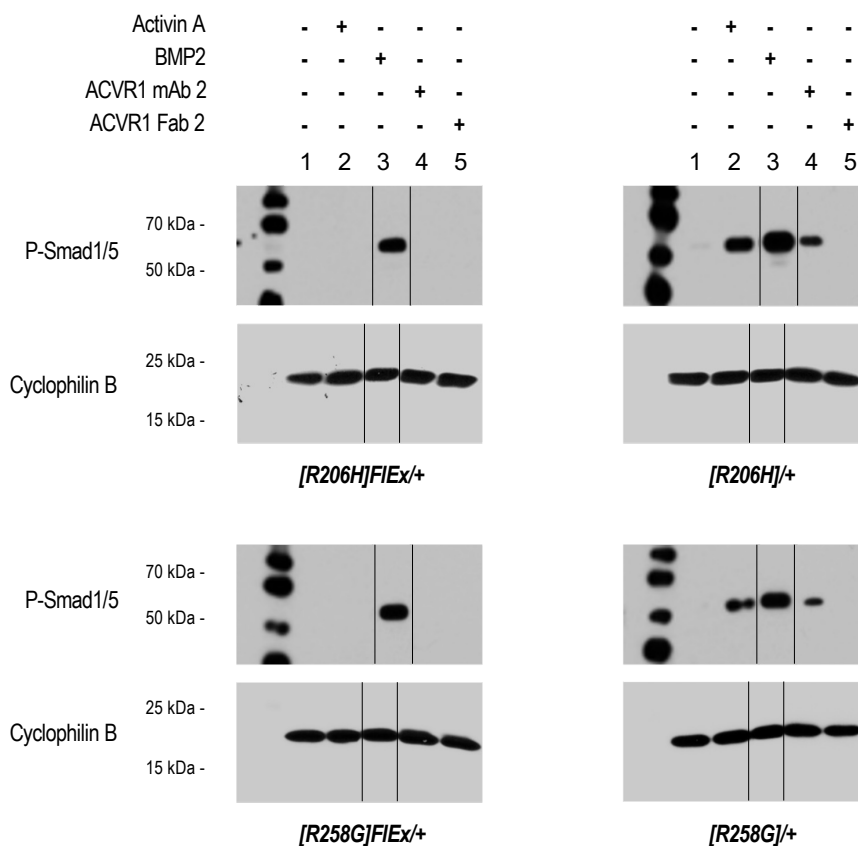 Activin A - + - - - - + - - -
BMP2 - - + - - - - + - -
ACVR1 mAb 2 - - - + - - - - + -
ACVR1 Fab 2 - - - - + - - - - +
1 2 3 4 5 1 2 3 4 5
70 kDa -
P-Smad1/5
50 kDa -
25 kDa -
Cyclophilin B
15 kDa -
[R206H]FlEx/+ [R206H]/+
70 kDa -
P-Smad1/5
50 kDa -
25 kDa -
Cyclophilin B
15 kDa -
[R258G]FlEx/+ [R258G]/+